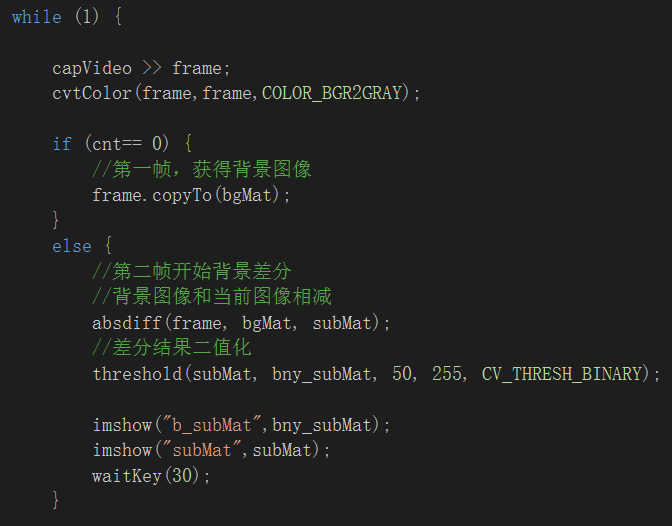 while (1) {
capVideo >> frame;
cvtColor(frame,frame,COLOR_BGR2GRAY);
if (cnt== 0) {
//第一帧，获得背景图像
frame.copyTo(bgMat);
}
else {
//第二帧开始背景差分
//背景图像和当前图像相减
absdiff(frame, bgMat, subMat);
//差分结果二值化
threshold(subMat, bny_subMat, 50, 255, CV_THRESH_BINARY);
imshow("b_subMat",bny_subMat);
imshow("subMat",subMat);
waitKey(30);
}